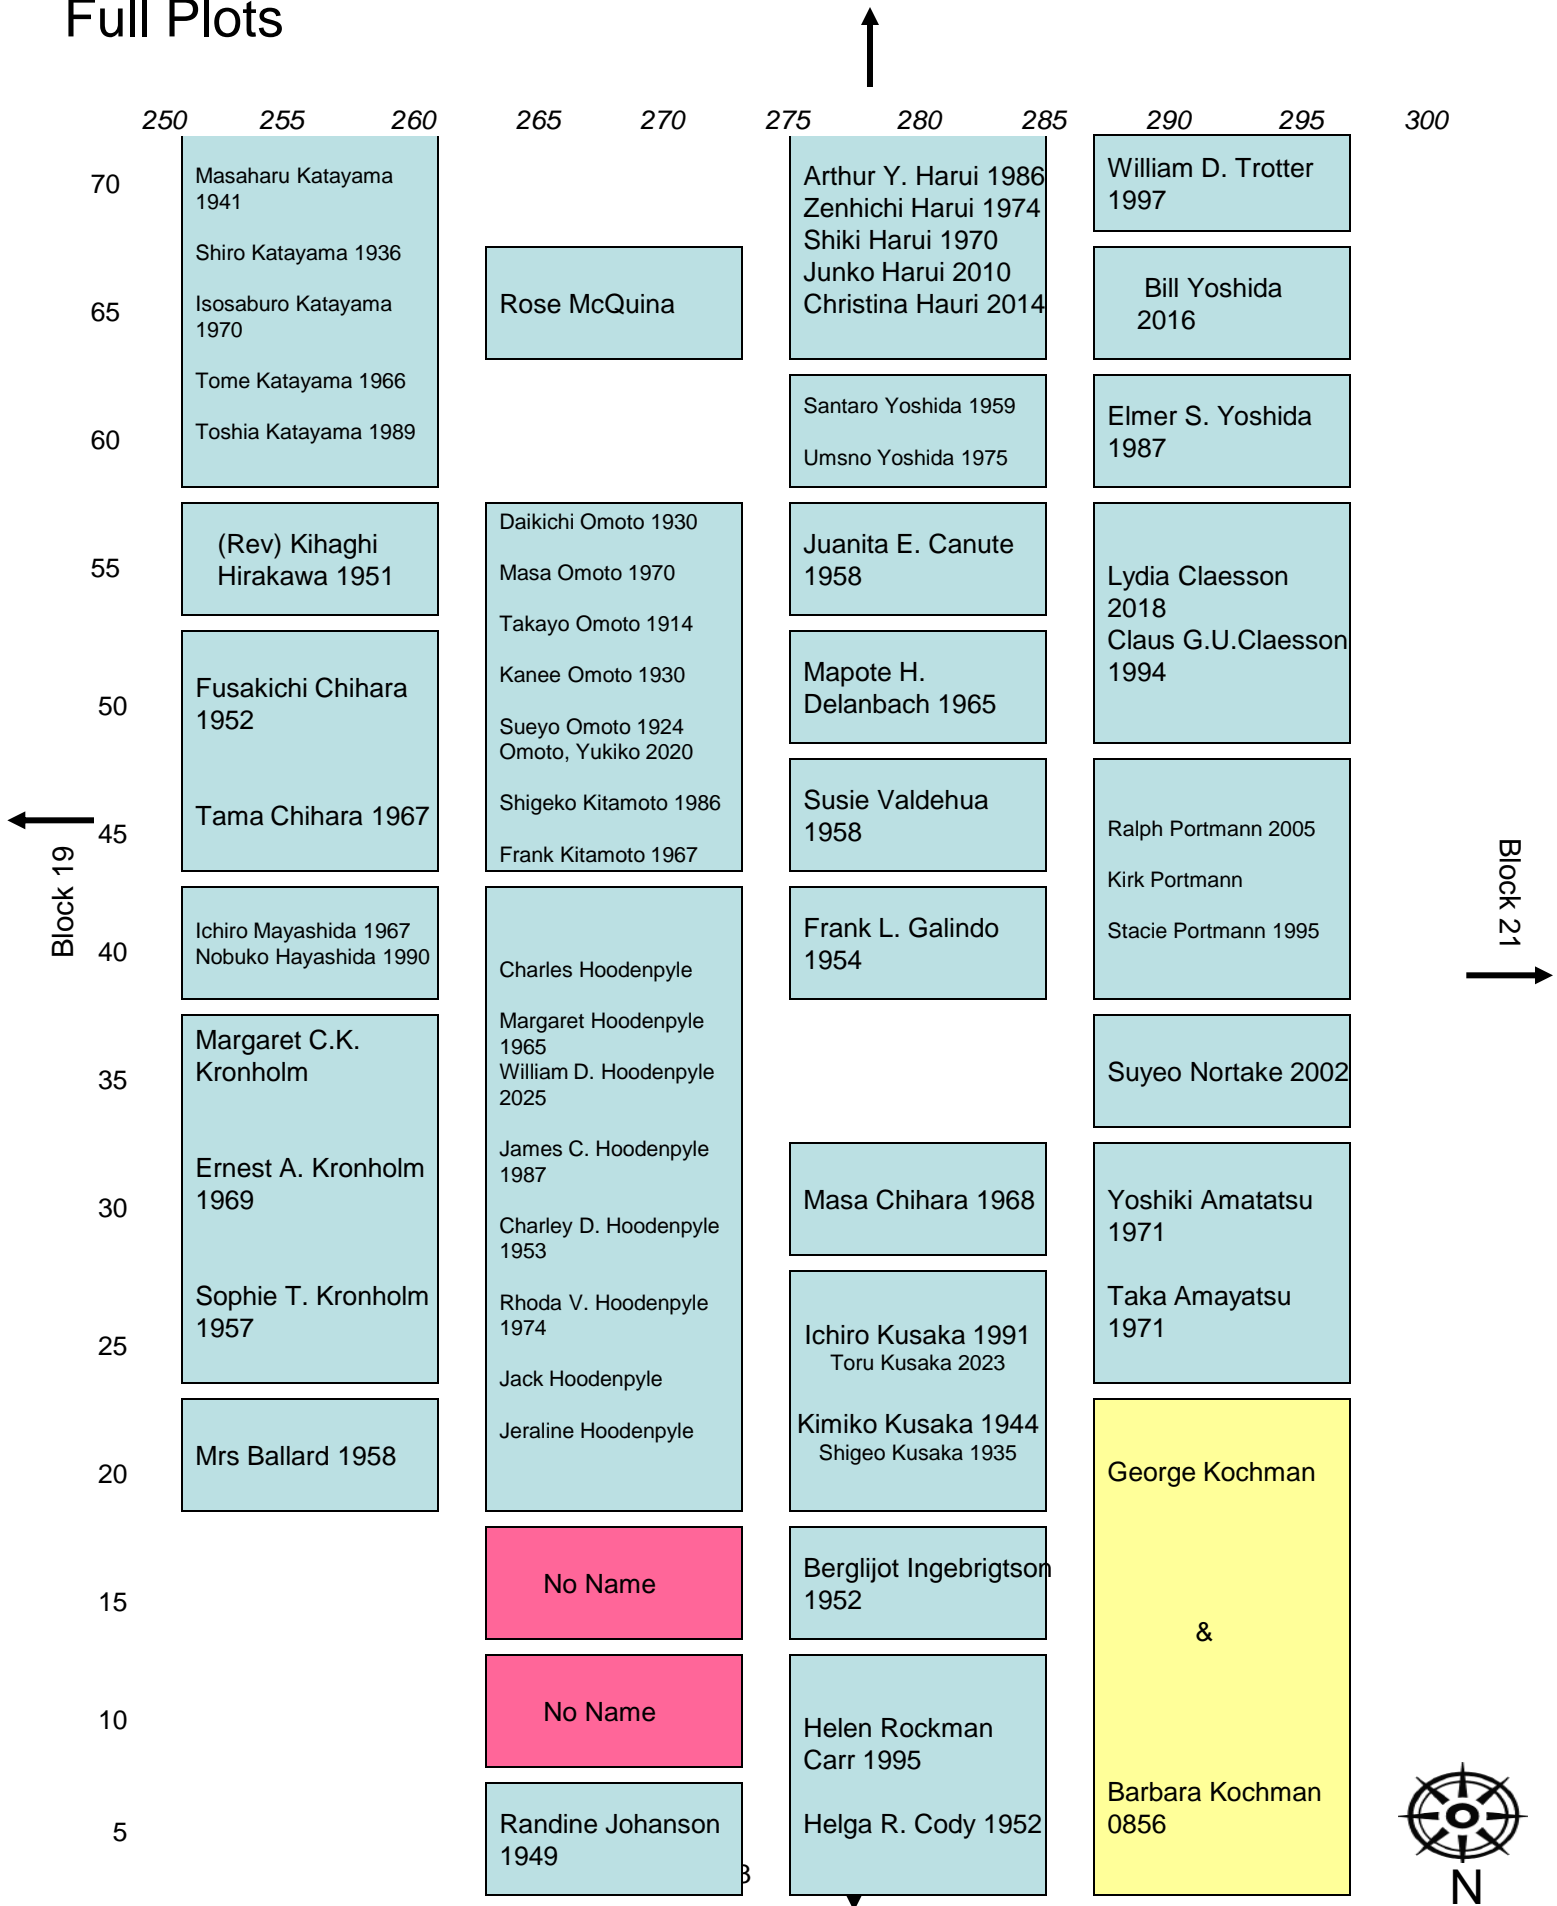 Full Plots
250 255 260 265 270 275 280 285 290 295 300
70
65
60
55
50
45
40
35
30
25
20
15
10
5
Block 19
Masaharu Katayama
1941
Shiro Katayama 1936
Isosaburo Katayama
1970
Tome Katayama 1966
Toshia Katayama 1989
(Rev) Kihaghi
Hirakawa 1951
Fusakichi Chihara
1952
Tama Chihara 1967
Ichiro Mayashida 1967
Nobuko Hayashida 1990
Margaret C.K.
Kronholm
Ernest A. Kronholm
1969
Sophie T. Kronholm
1957
Mrs Ballard 1958
Rose McQuina
Daikichi Omoto 1930
Masa Omoto 1970
Takayo Omoto 1914
Kanee Omoto 1930
Sueyo Omoto 1924
Omoto, Yukiko 2020
Shigeko Kitamoto 1986
Frank Kitamoto 1967
Charles Hoodenpyle
Margaret Hoodenpyle
1965
William D. Hoodenpyle
2025
James C. Hoodenpyle
1987
Charley D. Hoodenpyle
1953
Rhoda V. Hoodenpyle
1974
Jack Hoodenpyle
Jeraline Hoodenpyle
No Name
No Name
Randine Johanson
1949
Arthur Y. Harui 1986
Zenhichi Harui 1974
Shiki Harui 1970
Junko Harui 2010
Christina Hauri 2014
Santaro Yoshida 1959
Umsno Yoshida 1975
Juanita E. Canute
1958
Mapote H.
Delanbach 1965
Susie Valdehua
1958
Frank L. Galindo
1954
Masa Chihara 1968
Ichiro Kusaka 1991
Toru Kusaka 2023
Kimiko Kusaka 1944
Shigeo Kusaka 1935
Berglijot Ingebrigtson
1952
Helen Rockman
Carr 1995
Helga R. Cody 1952
William D. Trotter
1997
Bill Yoshida
2016
Elmer S. Yoshida
1987
Lydia Claesson
2018
Claus G.U.Claesson
1994
Ralph Portmann 2005
Kirk Portmann
Stacie Portmann 1995
Suyeo Nortake 2002
Yoshiki Amatatsu
1971
Taka Amayatsu
1971
George Kochman
&
Barbara Kochman
0856
Block 21
N